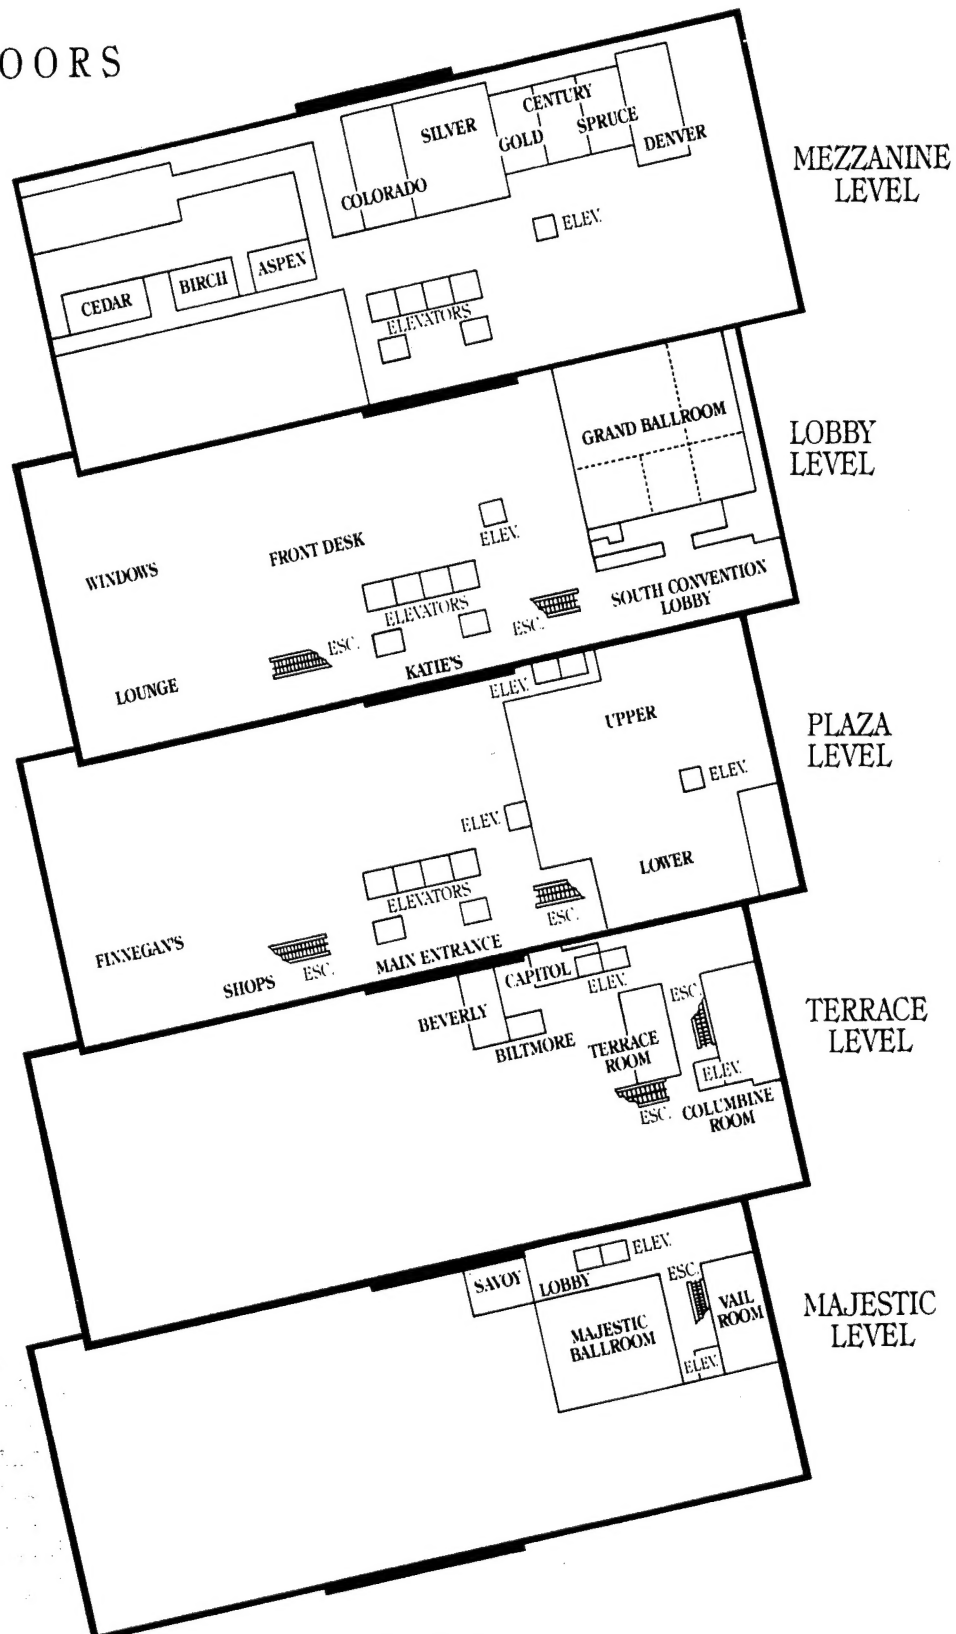 OORS
MEZZANINE
LEVEL
CENTURY
SILVER
GOLD
SPRUCE
DENVER
COLORADO
ELEV.
ASPEN
BIRCH
CEDAR
ELEVATORS
LOBBY
LEVEL
GRAND BALLROOM
ELEV.
FRONT DESK
WINDOWS
ELEVATORS
SOUTH CONVENTION
LOBBY
ESC.
ESC.
KATIE'S
LOUNGE
PLAZA
LEVEL
ELEV.
UPPER
ELEV.
ELEV.
LOWER
ELEVATORS
ESC.
FINNEGAN'S
MAIN ENTRANCE
ESC.
SHOPS
TERRACE
LEVEL
CAPITOL
ELEV.
ESC.
BEVERLY
BILTMORE
TERRACE
ROOM
ELEV.
ESC.
COLUMBINE
ROOM
MAJESTIC
LEVEL
ELEV.
SAVOY
LOBBY
ESC.
VAIL
ROOM
MAJESTIC
BALLROOM
ELEV.